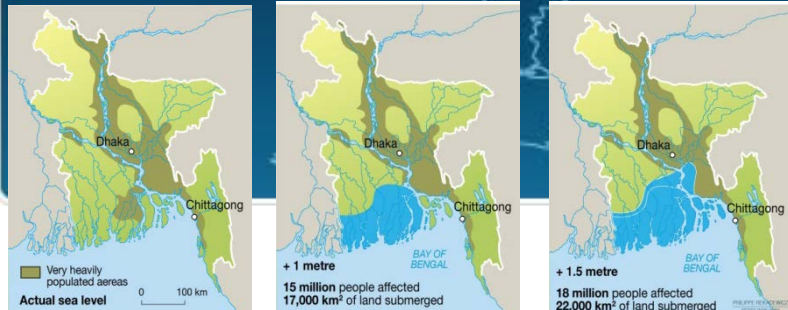 Dhaka
Chittagong
Very heavily
populated aereas
Actual sea level
0 100 km
Dhaka
Chittagong
BAY OF
BENGAL
+ 1 metre
15 million people affected
17,000 km² of land submerged
Dhaka
Chittagong
BAY OF
BENGAL
+ 1.5 metre
18 million people affected
22,000 km² of land submerged